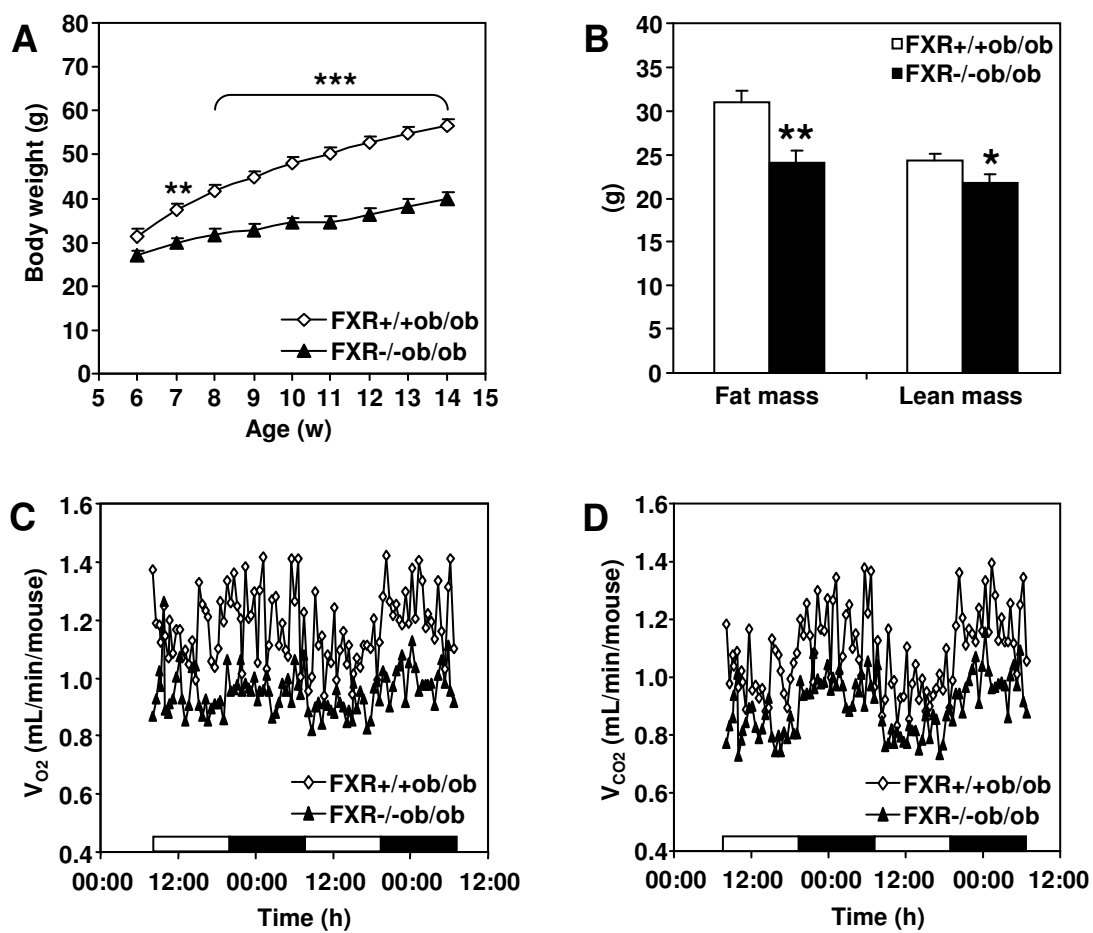 A
Body weight (g)
80
70
60
50
40
30
20
10
0
**
***
FXR+/+ob/ob
FXR-/-ob/ob
5 6 7 8 9 10 11 12 13 14 15
Age (w)
B
(g)
40
35
30
25
20
15
10
5
0
FXR+/+ob/ob
FXR-/-ob/ob
**
*
Fat mass Lean mass
C
VO2 (mL/min/mouse)
1.6
1.4
1.2
1.0
0.8
0.6
0.4
FXR+/+ob/ob
FXR-/-ob/ob
00:00 12:00 00:00 12:00 00:00 12:00
Time (h)
D
VCO2 (mL/min/mouse)
1.6
1.4
1.2
1.0
0.8
0.6
0.4
FXR+/+ob/ob
FXR-/-ob/ob
00:00 12:00 00:00 12:00 00:00 12:00
Time (h)